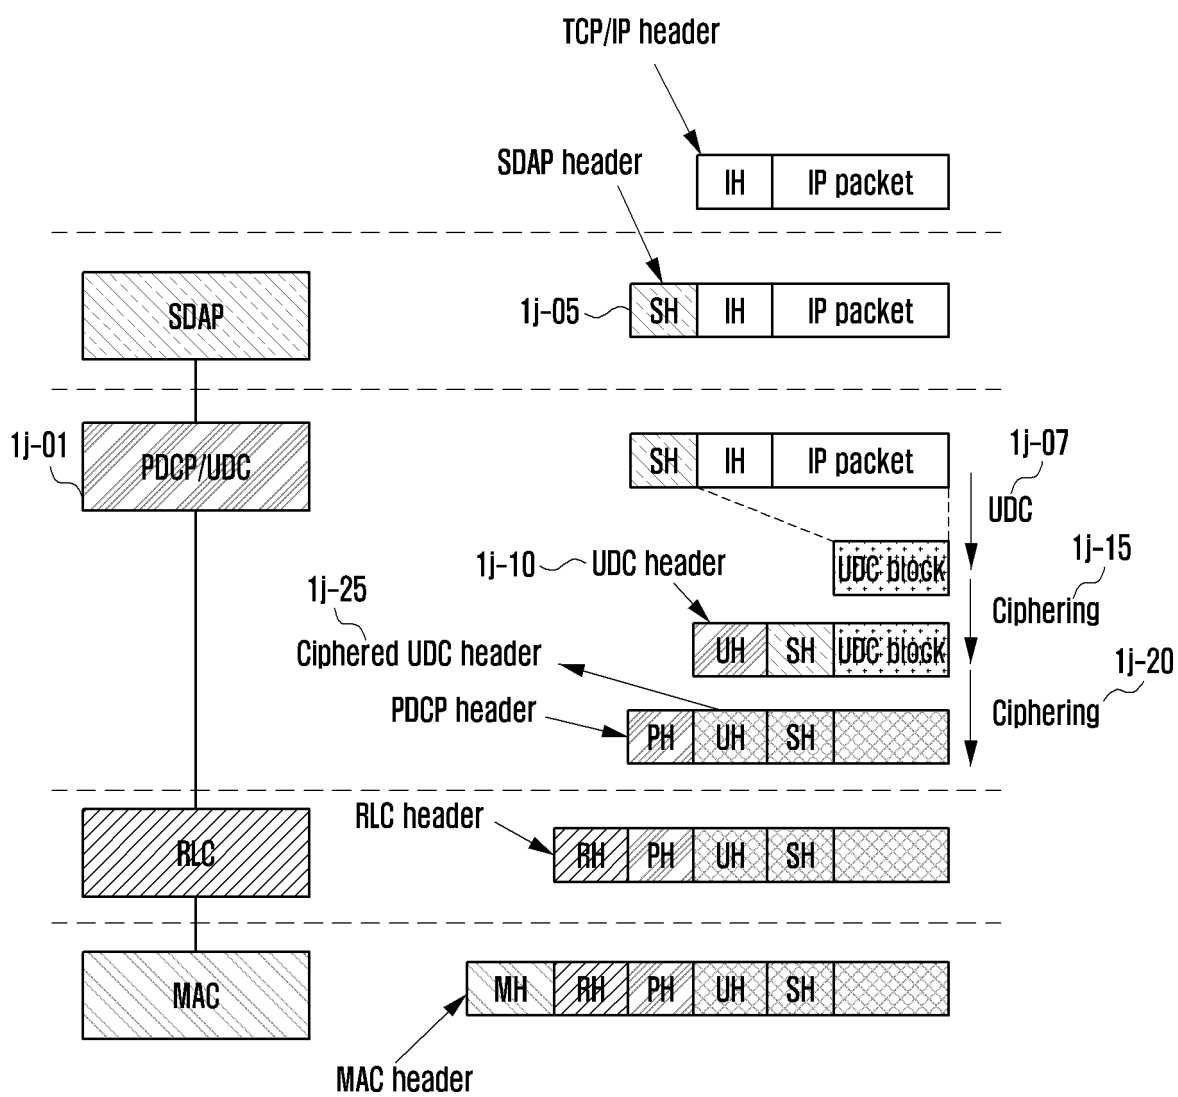 TCP/IP header
SDAP header
IH IP packet
SDAP
1j-05 SH IH IP packet
1j-01
PDCP/UDC
SH IH IP packet
1j-07
UDC
UDC block
1j-10 UDC header
1j-15
Ciphering
1j-25
Ciphered UDC header
UH SH UDC block
1j-20
Ciphering
PDCP header
PH UH SH
RLC header
RLC
RH PH UH SH
MAC
MH RH PH UH SH
MAC header